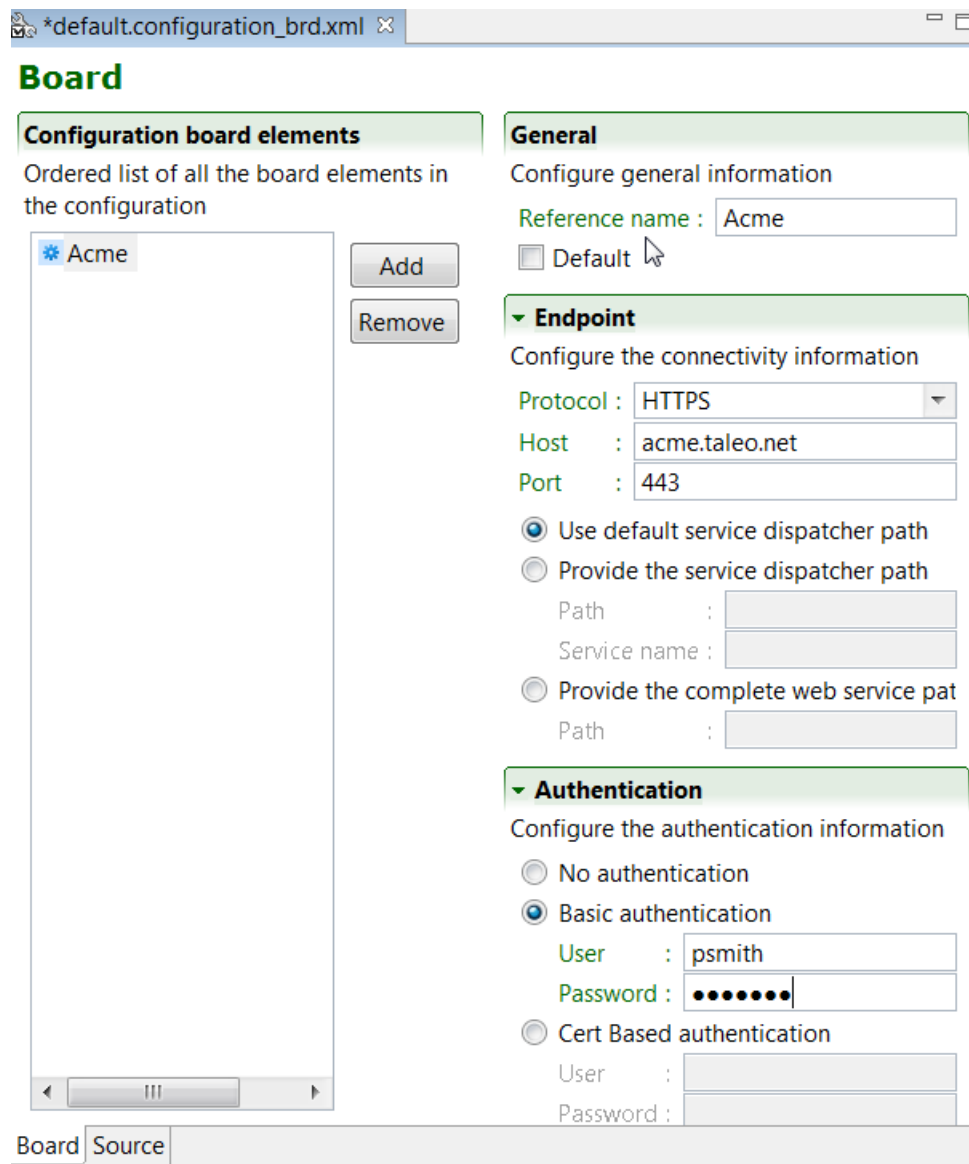 *default.configuration_brd.xml
Board
Configuration board elements
Ordered list of all the board elements in
the configuration
Acme
Add
Remove
General
Configure general information
Reference name : Acme
Default
Endpoint
Configure the connectivity information
Protocol : HTTPS
Host : acme.taleo.net
Port : 443
Use default service dispatcher path
Provide the service dispatcher path
Path :
Service name :
Provide the complete web service pat
Path :
Authentication
Configure the authentication information
No authentication
Basic authentication
User : psmith
Password : ●●●●●●●
Cert Based authentication
User :
Password :
Board Source